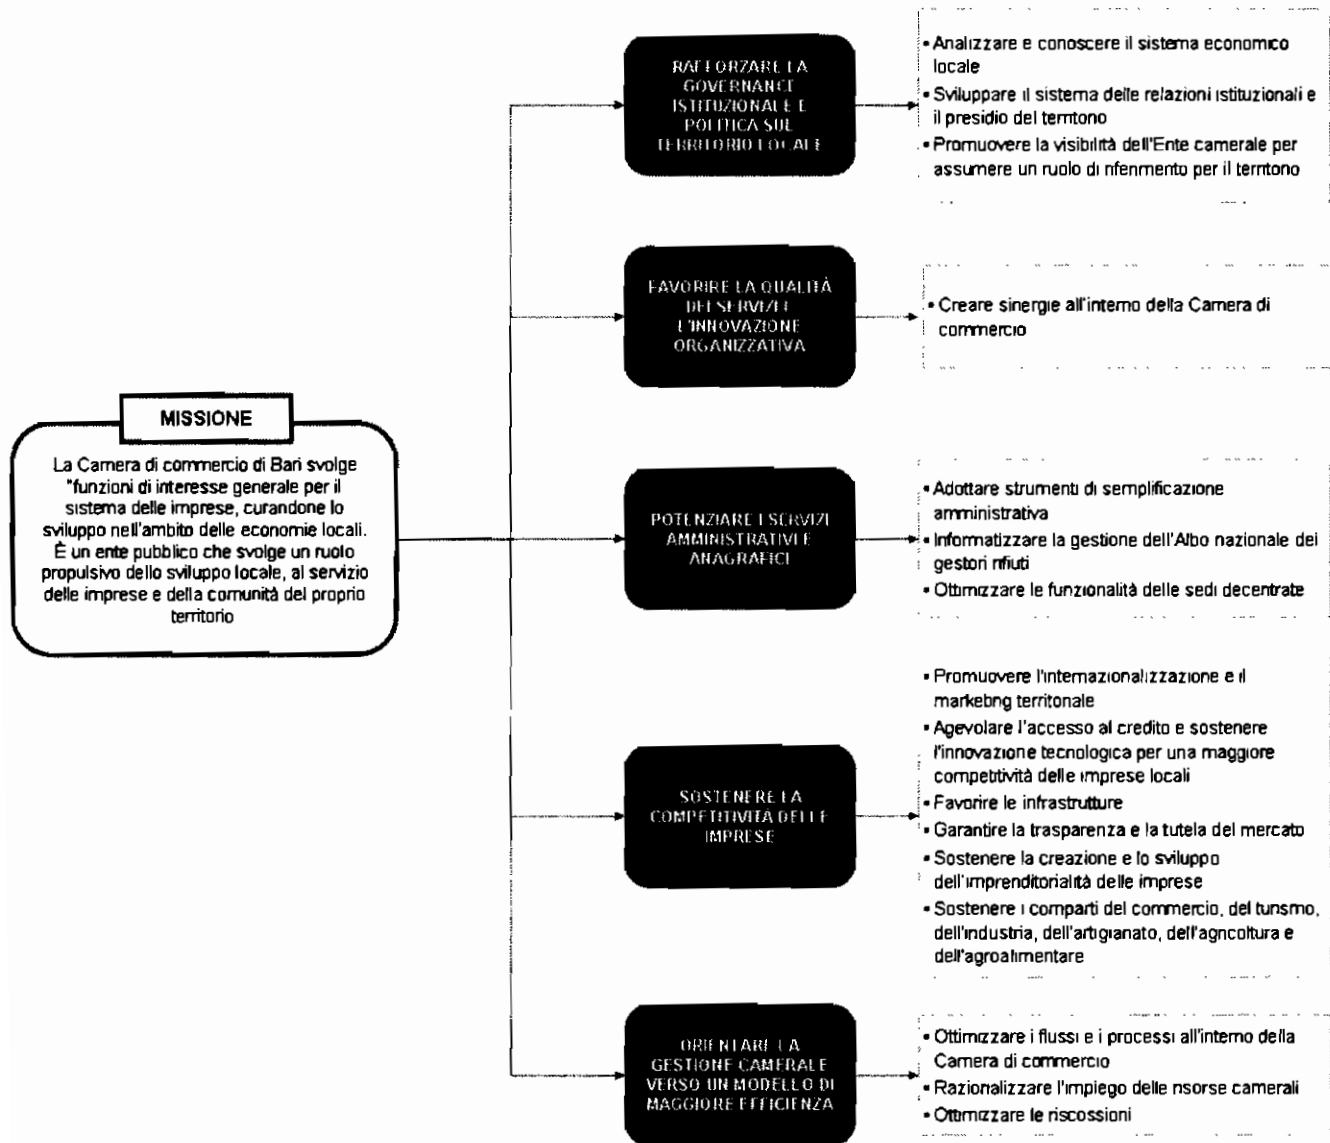 MISSIONE
La Camera di commercio di Bari svolge
"funzioni di interesse generale per il
sistema delle imprese, curandone lo
sviluppo nell'ambito delle economie locali.
È un ente pubblico che svolge un ruolo
propulsivo dello sviluppo locale, al servizio
delle imprese e della comunità del proprio
territorio
RAFFORZARE LA
GOVERNANCE
ISTITUZIONALE E
POLITICA SUL
TERRITORIO LOCALE
• Analizzare e conoscere il sistema economico
locale
• Sviluppare il sistema delle relazioni istituzionali e
il presidio del territorio
• Promuovere la visibilità dell'Ente camerale per
assumere un ruolo di riferimento per il territorio
FAVORIRE LA QUALITÀ
DEI SERVIZI E
L'INNOVAZIONE
ORGANIZZATIVA
• Creare sinergie all'interno della Camera di
commercio
POTENZIARE I SERVIZI
AMMINISTRATIVI E
ANAGRAFICI
• Adottare strumenti di semplificazione
amministrativa
• Informatizzare la gestione dell'Albo nazionale dei
gestori rifiuti
• Ottimizzare le funzionalità delle sedi decentrate
SOSTENERE LA
COMPETITIVITÀ DELLE
IMPRESE
• Promuovere l'internazionalizzazione e il
marketing territoriale
• Agevolare l'accesso al credito e sostenere
l'innovazione tecnologica per una maggiore
competitività delle imprese locali
• Favorire le infrastrutture
• Garantire la trasparenza e la tutela del mercato
• Sostenere la creazione e lo sviluppo
dell'imprenditorialità delle imprese
• Sostenere i comparti del commercio, del turismo,
dell'industria, dell'artigianato, dell'agricoltura e
dell'agroalimentare
ORIENTARE LA
GESTIONE CAMERALE
VERSO UN MODELLO DI
MAGGIORE EFFICIENZA
• Ottimizzare i flussi e i processi all'interno della
Camera di commercio
• Razionalizzare l'impiego delle risorse camerali
• Ottimizzare le riscossioni